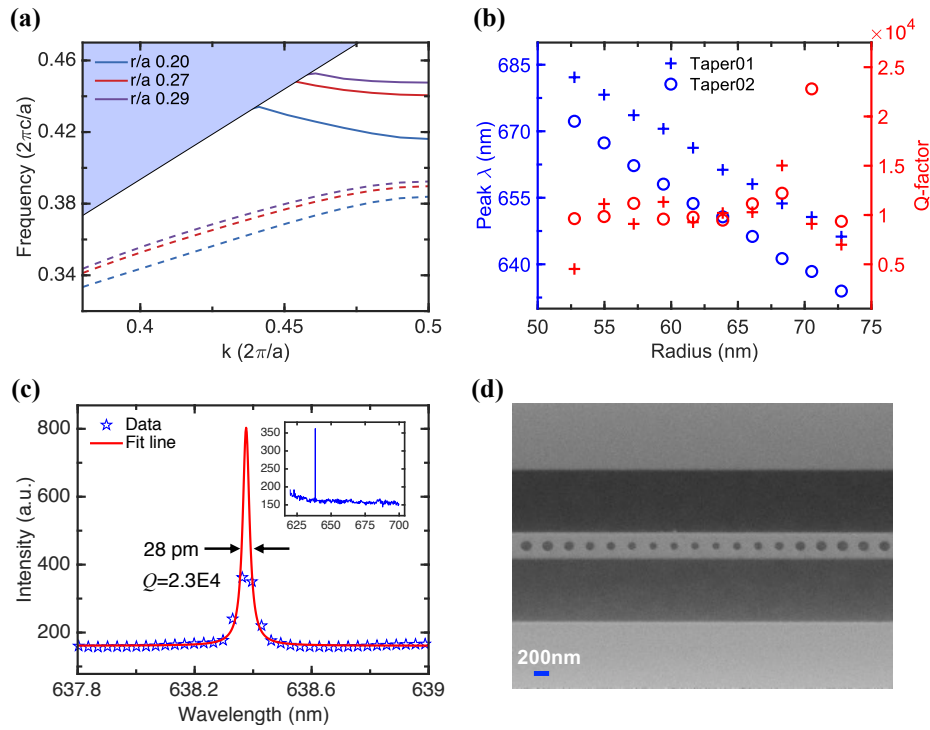 (a)
r/a 0.20
r/a 0.27
r/a 0.29
0.46
0.42
0.38
0.34
Frequency (2πc/a)
0.4
0.45
0.5
k (2π/a)
(b)
×10⁴
Taper01
Taper02
685
670
655
640
Peak λ (nm)
2.5
2
1.5
1
0.5
Q-factor
50
55
60
65
70
75
Radius (nm)
(c)
Data
Fit line
800
600
400
200
Intensity (a.u.)
350
300
250
200
150
625
650
675
700
28 pm
Q=2.3E4
637.8
638.2
638.6
639
Wavelength (nm)
(d)
200nm